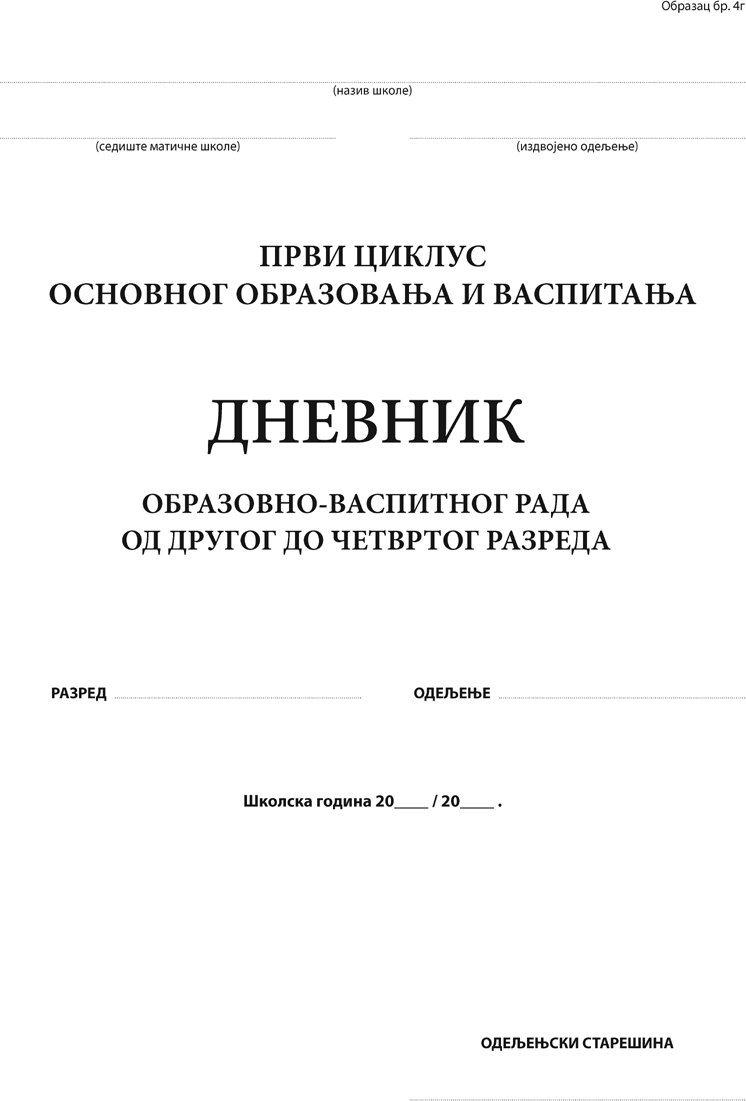 Образац бр. 4г
(назив школе)
(седиште матичне школе) (издвојено одељење)
ПРВИ ЦИКЛУС
ОСНОВНОГ ОБРАЗОВАЊА И ВАСПИТАЊА
ДНЕВНИК
ОБРАЗОВНО-ВАСПИТНОГ РАДА
ОД ДРУГОГ ДО ЧЕТВРТОГ РАЗРЕДА
РАЗРЕД ОДЕЉЕЊЕ
Школска година 20____ / 20____ .
ОДЕЉЕЊСКИ СТАРЕШИНА